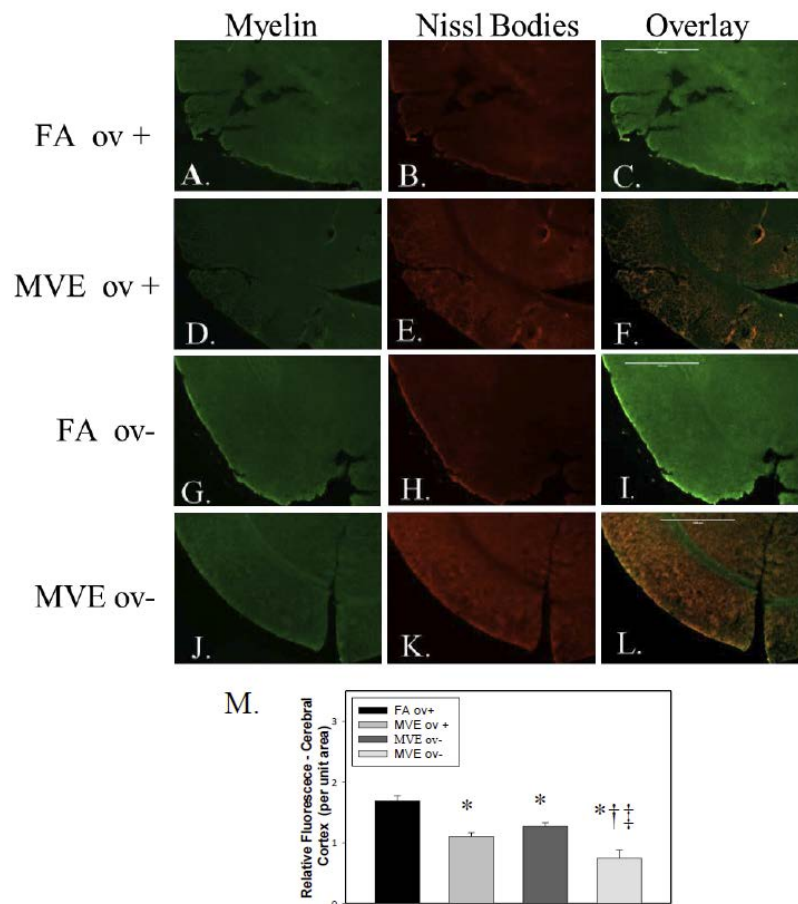 Myelin Nissl Bodies Overlay
FA ov +
A. B. C.
MVE ov +
D. E. F.
FA ov-
G. H. I.
MVE ov-
J. K. L.
M.
Relative Fluorescece - Cerebral
Cortex (per unit area)
3
2
1
0
FA ov+
MVE ov +
MVE ov-
MVE ov-
* * *†‡